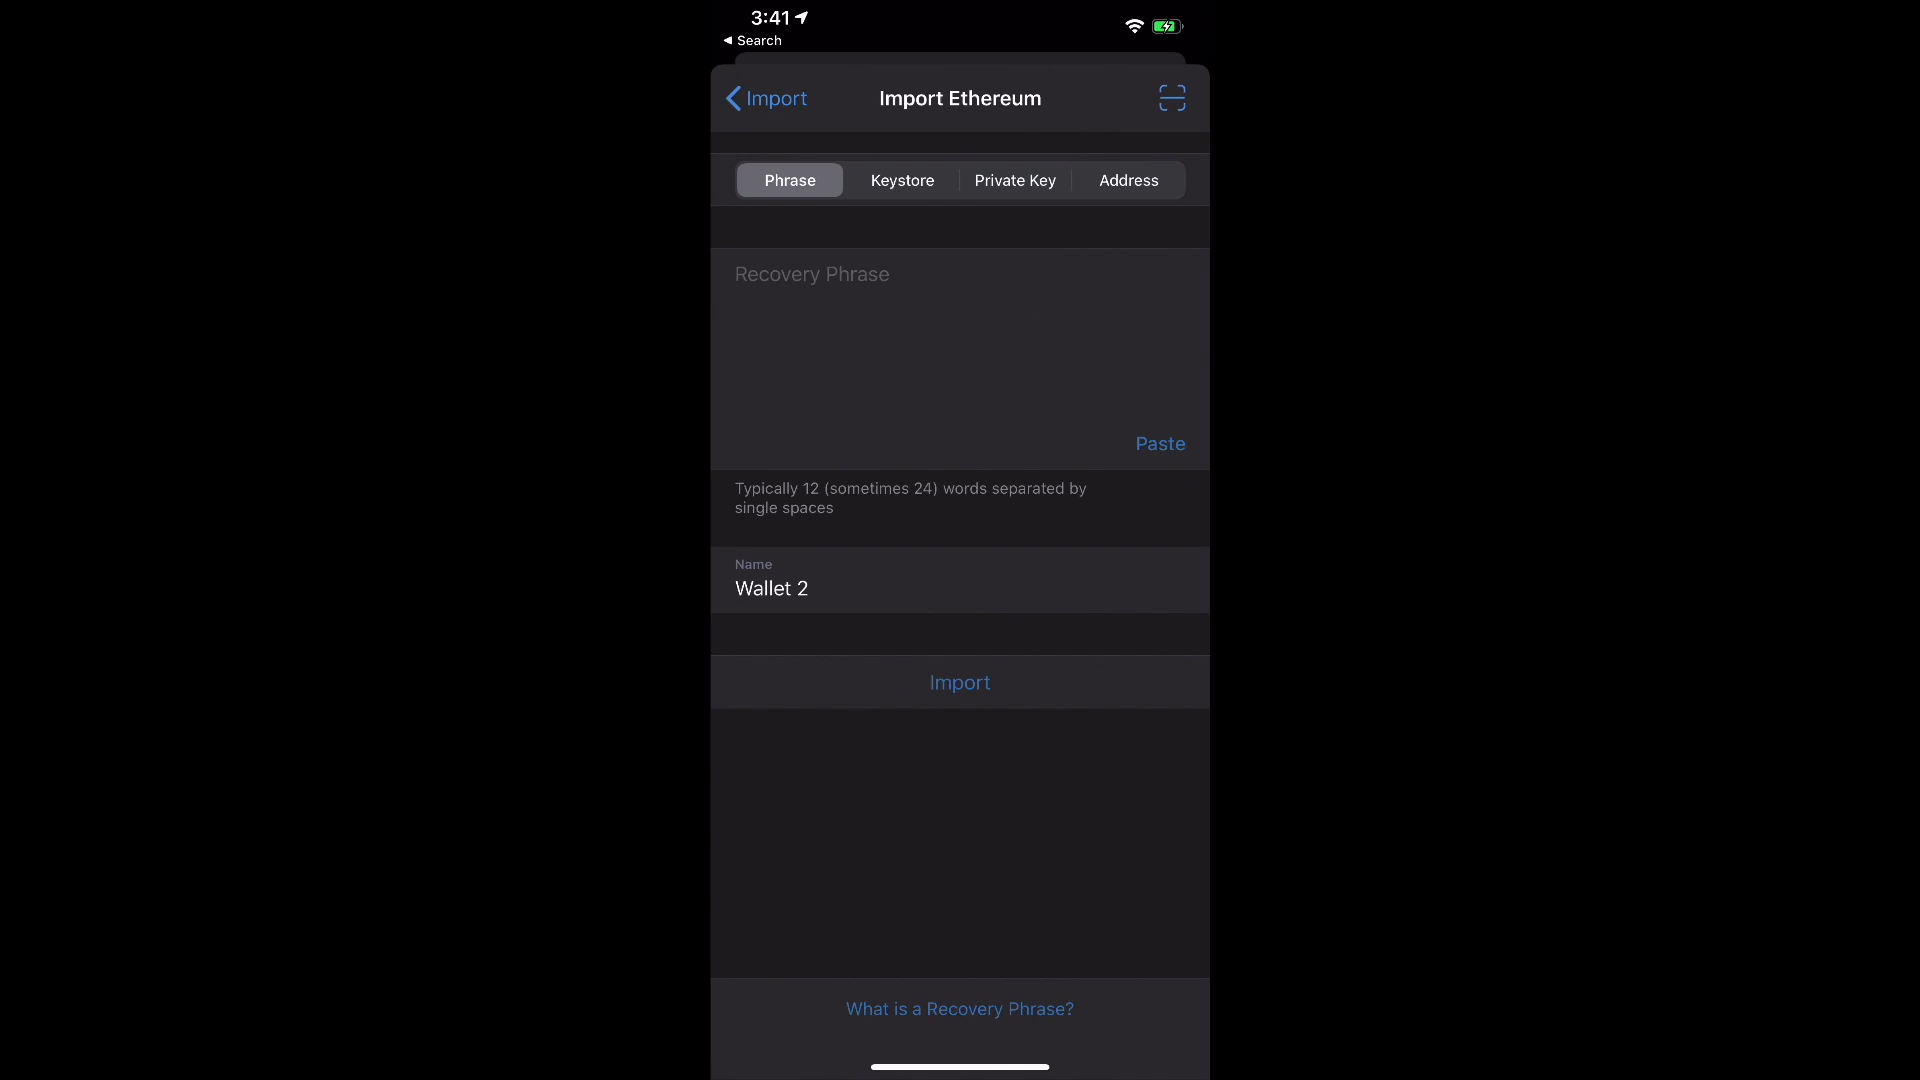 3:41
◀ Search
Import
Import Ethereum
Phrase
Keystore
Private Key
Address
Recovery Phrase
Paste
Typically 12 (sometimes 24) words separated by
single spaces
Name
Wallet 2
Import
What is a Recovery Phrase?